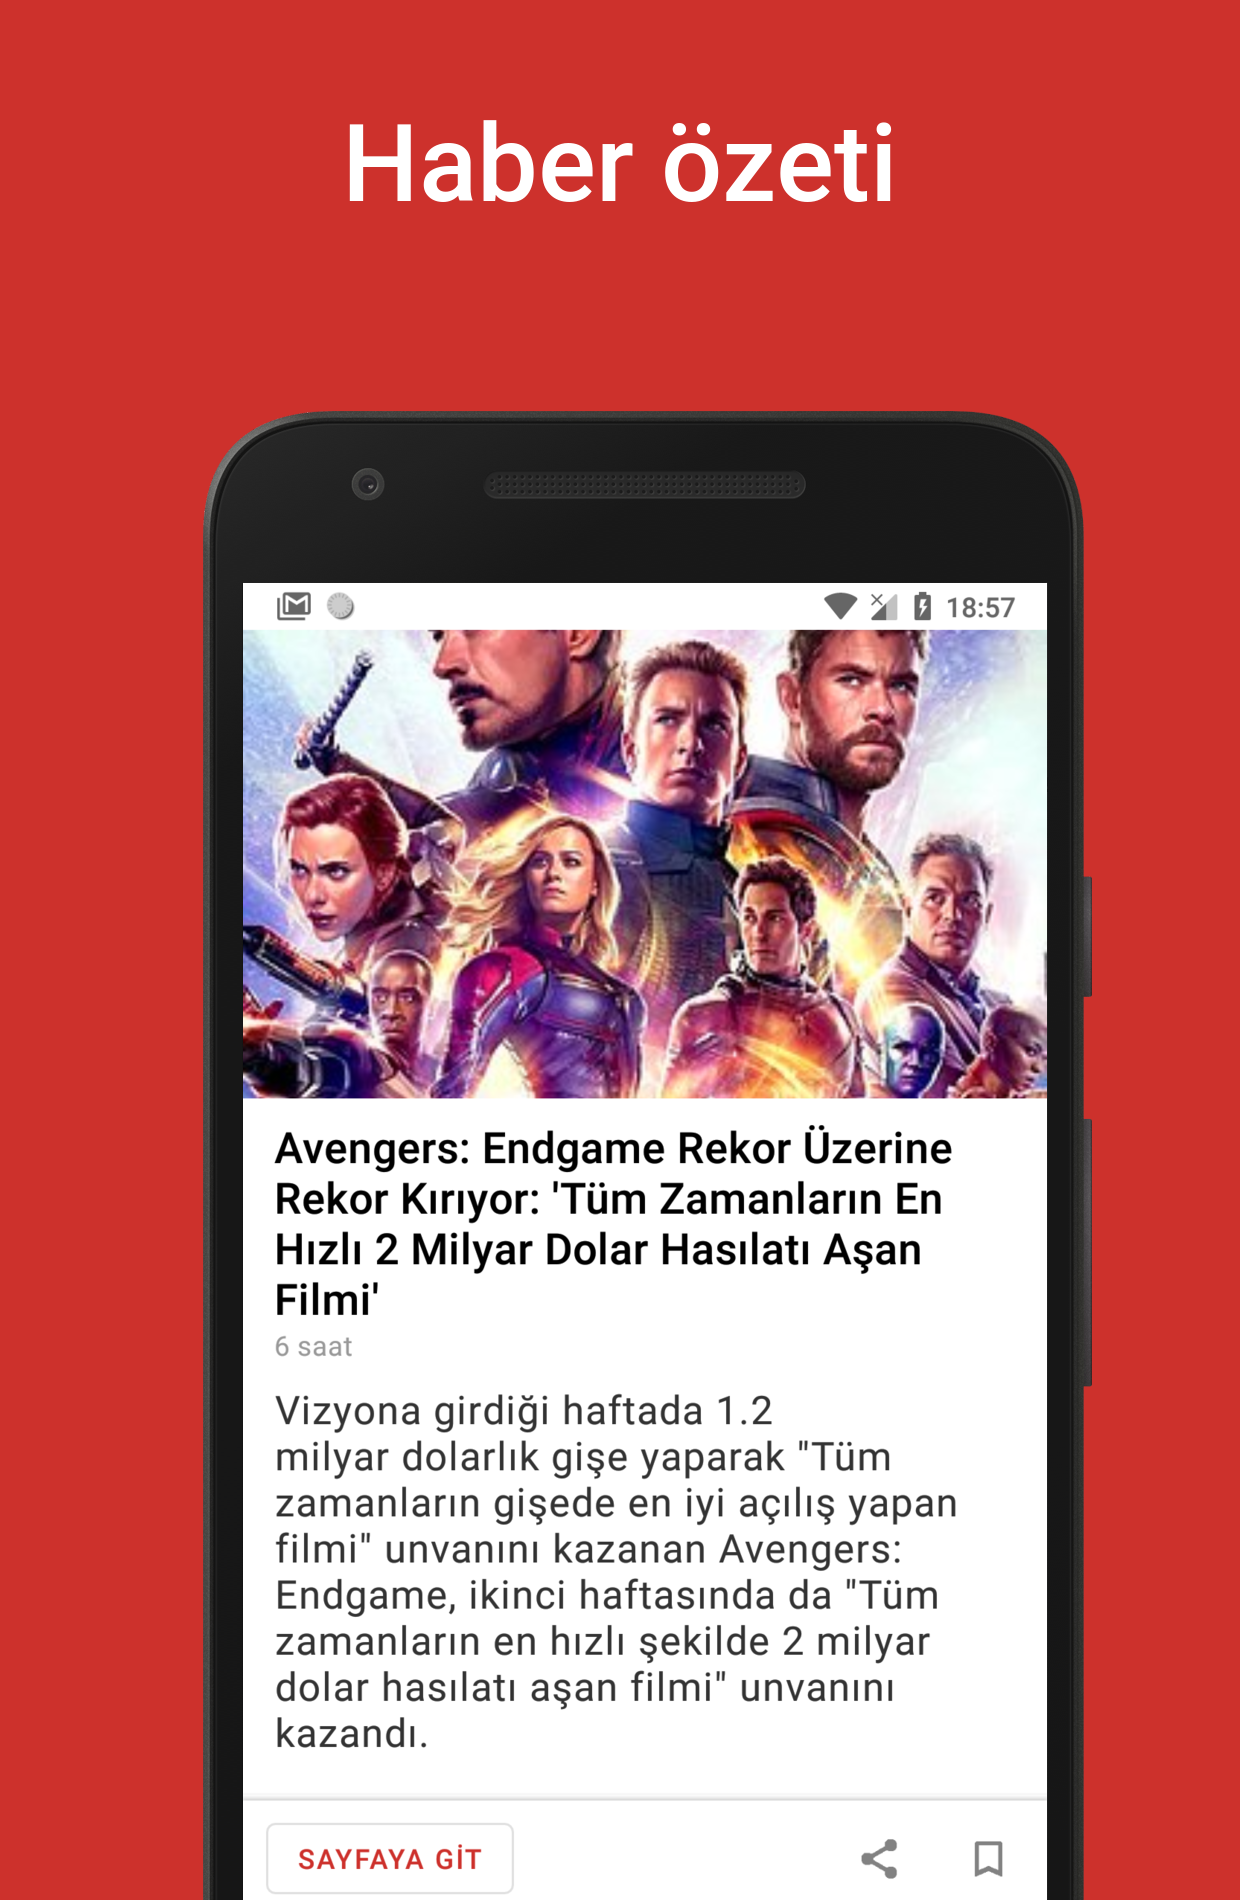 Haber özeti
18:57
Avengers: Endgame Rekor Üzerine
Rekor Kırıyor: 'Tüm Zamanların En
Hızlı 2 Milyar Dolar Hasılatı Aşan
Filmi'
6 saat
Vizyona girdiği haftada 1.2
milyar dolarlık gişe yaparak "Tüm
zamanların gişede en iyi açılış yapan
filmi" unvanını kazanan Avengers:
Endgame, ikinci haftasında da "Tüm
zamanların en hızlı şekilde 2 milyar
dolar hasılatı aşan filmi" unvanını
kazandı.
SAYFAYA GİT